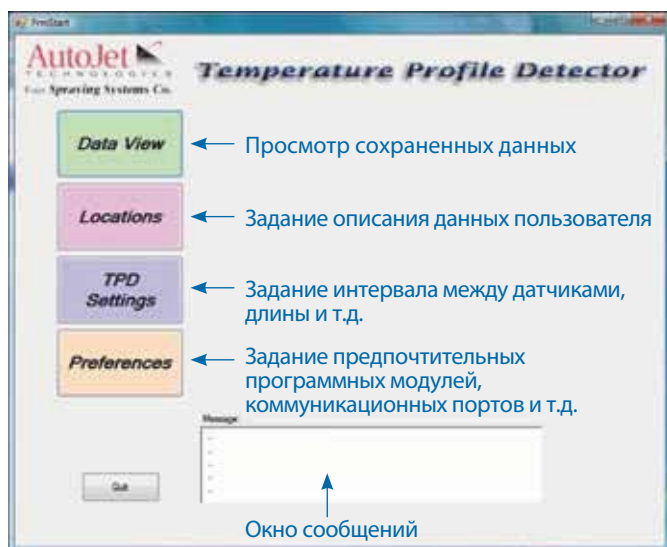 AutoJet
TECHNOLOGIES
From Spraying Systems Co.
Temperature Profile Detector
Data View
Просмотр сохраненных данных
Locations
Задание описания данных пользователя
TPD
Settings
Задание интервала между датчиками,
длины и т.д.
Preferences
Задание предпочтительных
программных модулей,
коммуникационных портов и т.д.
Message
Quit
Окно сообщений